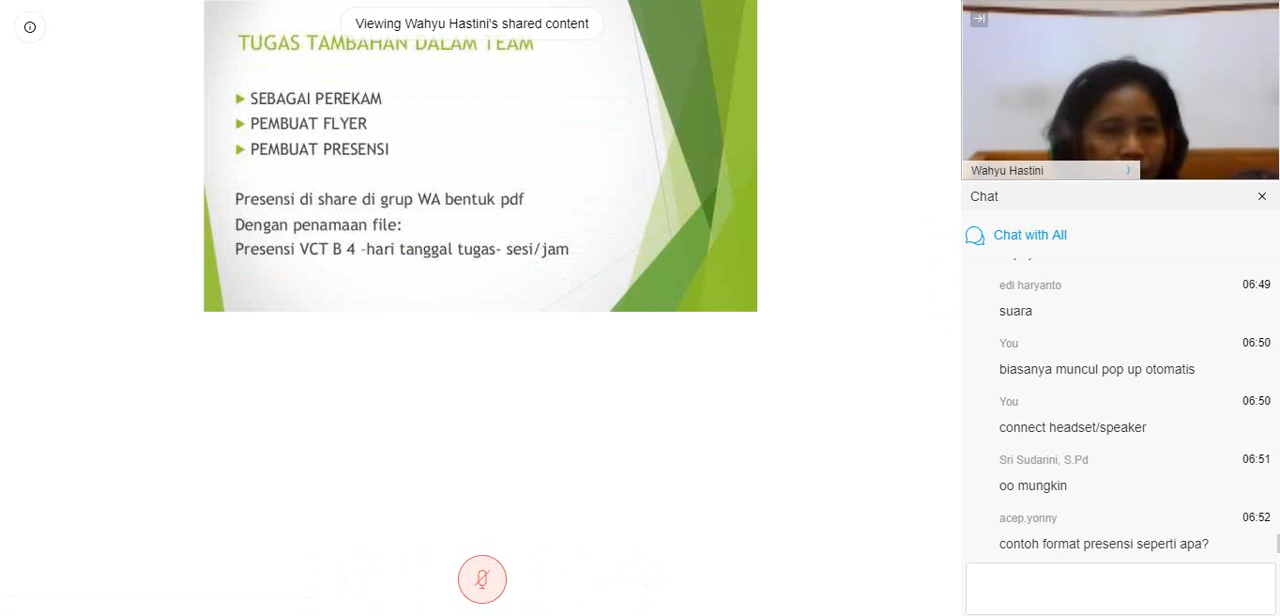 Viewing Wahyu Hastini's shared content
TUGAS TAMBAHAN DALAM TEAM
SEBAGAI PEREKAM
PEMBUAT FLYER
PEMBUAT PRESENSI
Presensi di share di grup WA bentuk pdf
Dengan penamaan file:
Presensi VCT B 4 -hari tanggal tugas- sesi/jam
Wahyu Hastini
Chat
Chat with All
edi haryanto 06:49
suara
You 06:50
biasanya muncul pop up otomatis
You 06:50
connect headset/speaker
Sri Sudarini, S.Pd 06:51
oo mungkin
acep.yonny 06:52
contoh format presensi seperti apa?